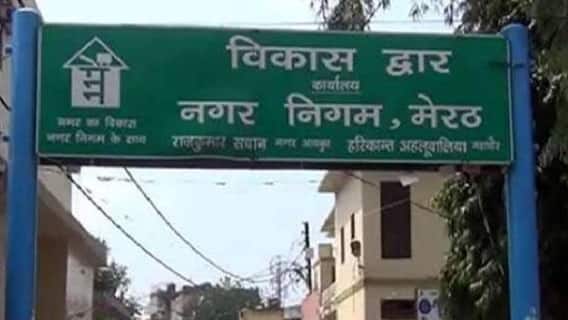 विकास द्वार
कार्यालय
नगर निगम, मेरठ
नगर का विकास
नगर निगम के साथ
राजकुमार सचान नगर आयुक्त हरिकान्त अहलूवालिया महापौर